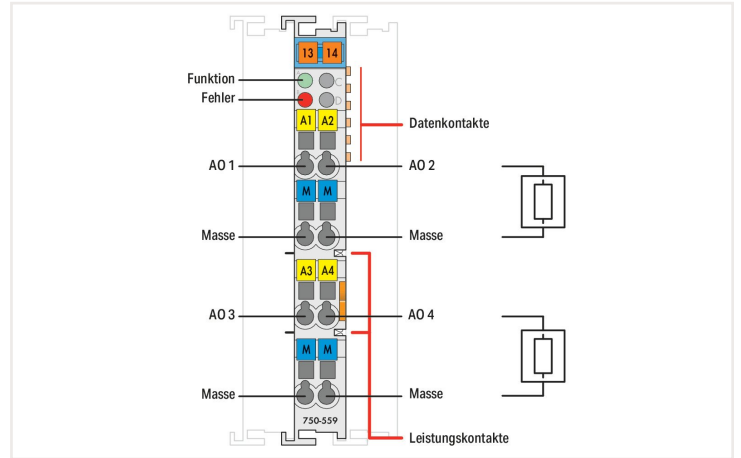 13 14
Funktion
C
Fehler
D
A1 A2
Datenkontakte
AO 1
AO 2
M M
Masse
Masse
A3 A4
AO 3
AO 4
M M
Masse
Masse
750-559
Leistungskontakte